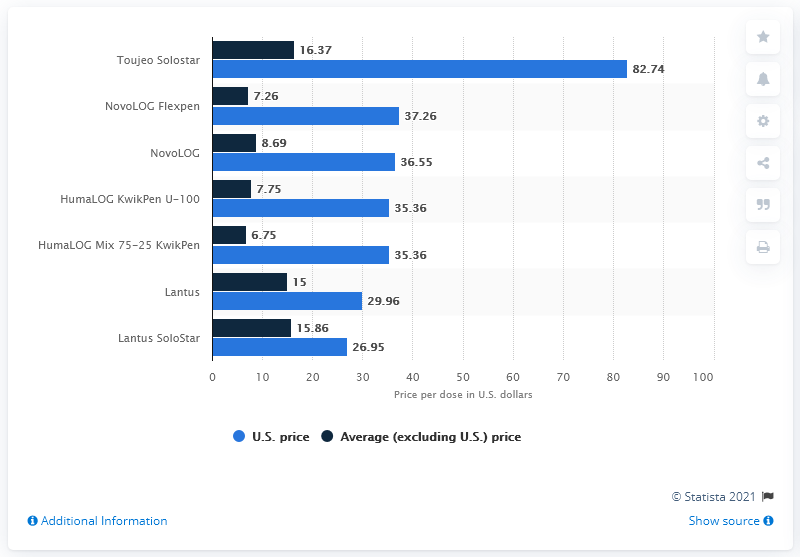 Toujeo Solostar
16.37
82.74
NovoLOG Flexpen
7.26
37.26
NovoLOG
8.69
36.55
HumaLOG KwikPen U-100
7.75
35.36
HumaLOG Mix 75-25 KwikPen
6.75
35.36
Lantus
15
29.96
Lantus SoloStar
15.86
26.95
0 10 20 30 40 50 60 70 80 90 100
Price per dose in U.S. dollars
U.S. price Average (excluding U.S.) price
© Statista 2021
Additional Information Show source